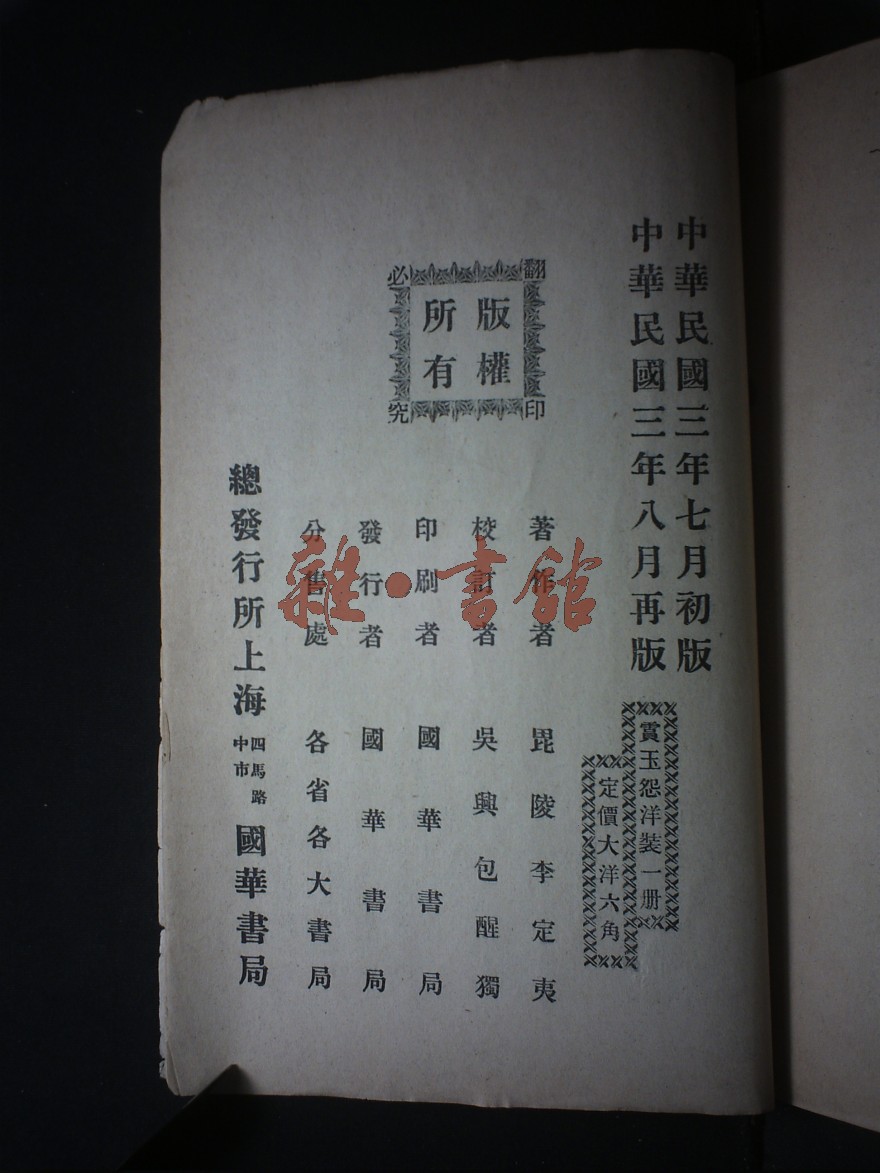 中華民國三年七月初版
中華民國三年八月再版
霣玉怨洋裝一册
定價大洋六角
翻印必究
版權所有
著作者 毘陵李定夷
校訂者 吳興包醒獨
印刷者 國華書局
發行者 國華書局
分售處 各省各大書局
總發行所上海四馬路中市國華書局
雜·書館